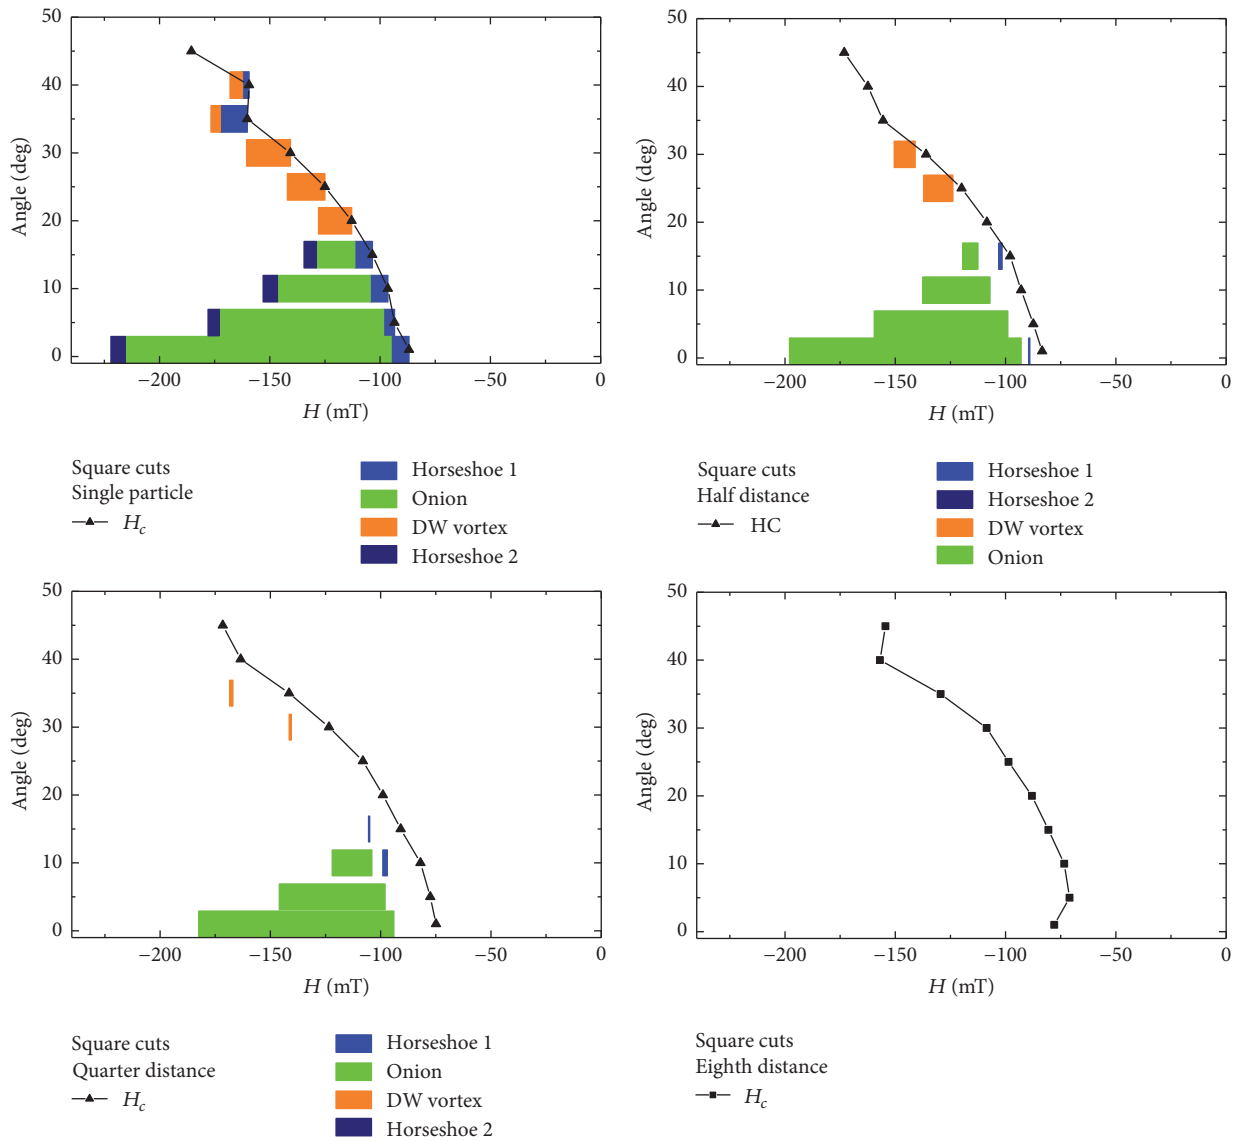 50
40
30
20
10
0
Angle (deg)
−200 −150 −100 −50 0
H (mT)
Square cuts
Single particle
H_c
Horseshoe 1
Onion
DW vortex
Horseshoe 2
50
40
30
20
10
0
Angle (deg)
−200 −150 −100 −50 0
H (mT)
Square cuts
Half distance
HC
Horseshoe 1
Horseshoe 2
DW vortex
Onion
50
40
30
20
10
0
Angle (deg)
−200 −150 −100 −50 0
H (mT)
Square cuts
Quarter distance
H_c
Horseshoe 1
Onion
DW vortex
Horseshoe 2
50
40
30
20
10
0
Angle (deg)
−200 −150 −100 −50 0
H (mT)
Square cuts
Eighth distance
H_c